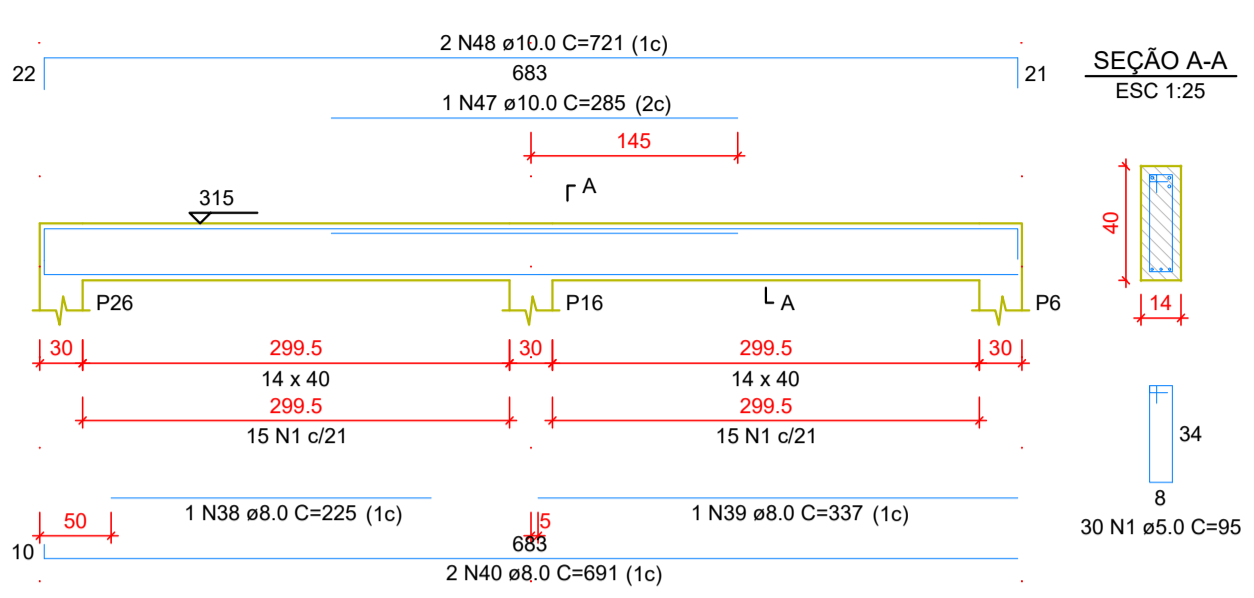 2 N48 ø10.0 C=721 (1c)
22
683
21
1 N47 ø10.0 C=285 (2c)
145
A
315
P26
P16
A
P6
30
299.5
30
299.5
30
14 x 40
14 x 40
299.5
299.5
15 N1 c/21
15 N1 c/21
1 N38 ø8.0 C=225 (1c)
1 N39 ø8.0 C=337 (1c)
50
5
683
10
2 N40 ø8.0 C=691 (1c)
SEÇÃO A-A
ESC 1:25
40
14
34
8
30 N1 ø5.0 C=95